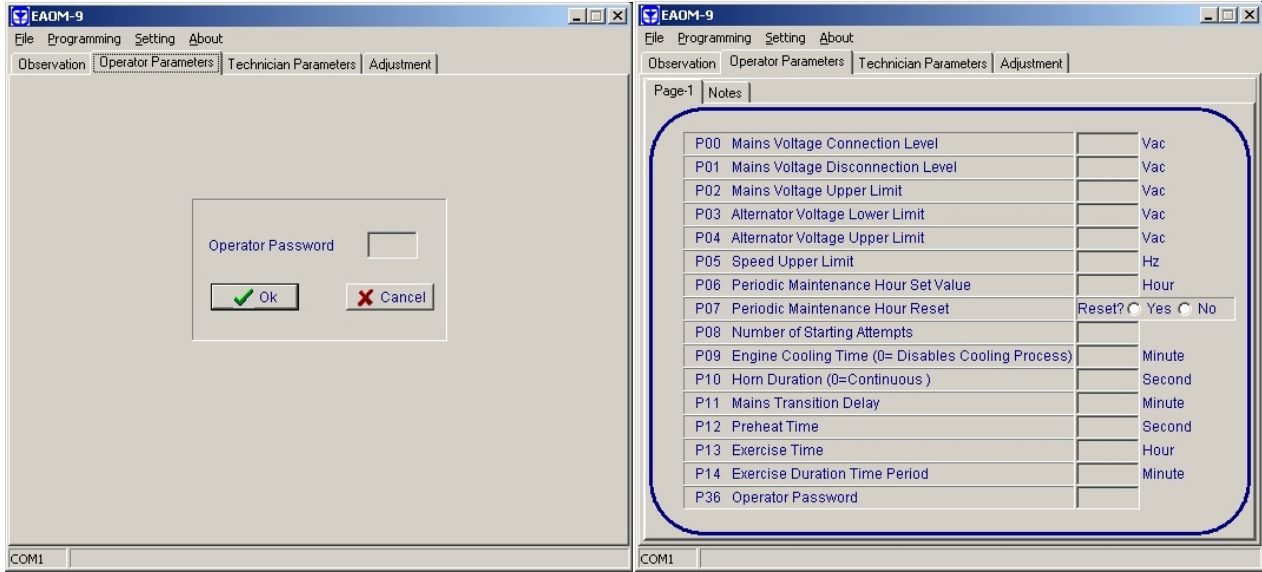 EAOM-9
File Programming Setting About
Observation Operator Parameters Technician Parameters Adjustment
Operator Password
Ok Cancel
COM1
EAOM-9
File Programming Setting About
Observation Operator Parameters Technician Parameters Adjustment
Page-1 Notes
P00 Mains Voltage Connection Level Vac
P01 Mains Voltage Disconnection Level Vac
P02 Mains Voltage Upper Limit Vac
P03 Alternator Voltage Lower Limit Vac
P04 Alternator Voltage Upper Limit Vac
P05 Speed Upper Limit Hz
P06 Periodic Maintenance Hour Set Value Hour
P07 Periodic Maintenance Hour Reset Reset? Yes No
P08 Number of Starting Attempts
P09 Engine Cooling Time (0= Disables Cooling Process) Minute
P10 Horn Duration (0=Continuous ) Second
P11 Mains Transition Delay Minute
P12 Preheat Time Second
P13 Exercise Time Hour
P14 Exercise Duration Time Period Minute
P36 Operator Password
COM1